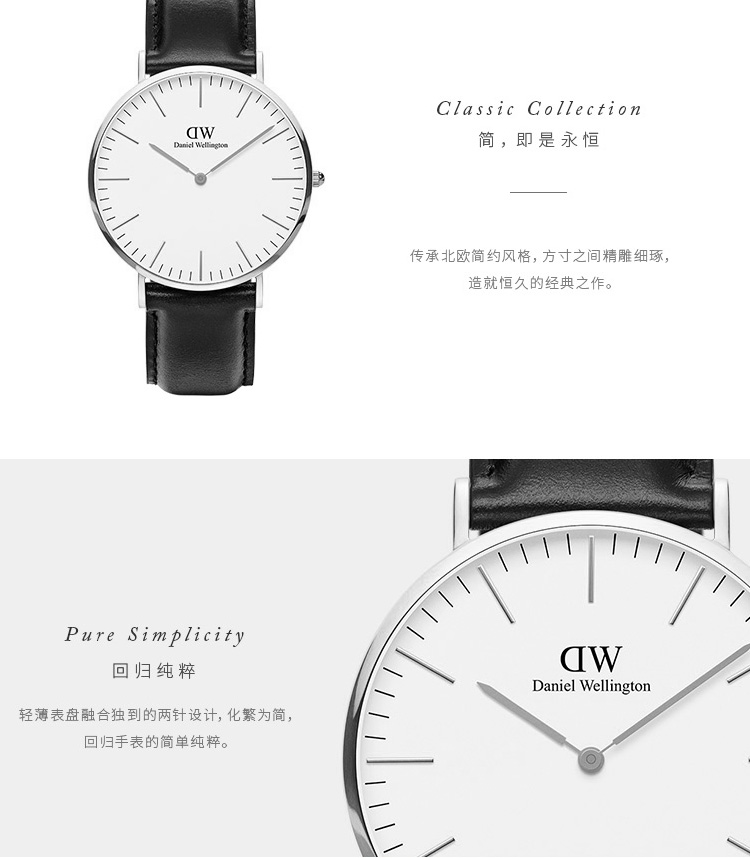 DW
Daniel Wellington
Classic Collection
简，即是永恒
传承北欧简约风格，方寸之间精雕细琢，
造就恒久的经典之作。
Pure Simplicity
回归纯粹
轻薄表盘融合独到的两针设计，化繁为简，
回归手表的简单纯粹。
DW
Daniel Wellington